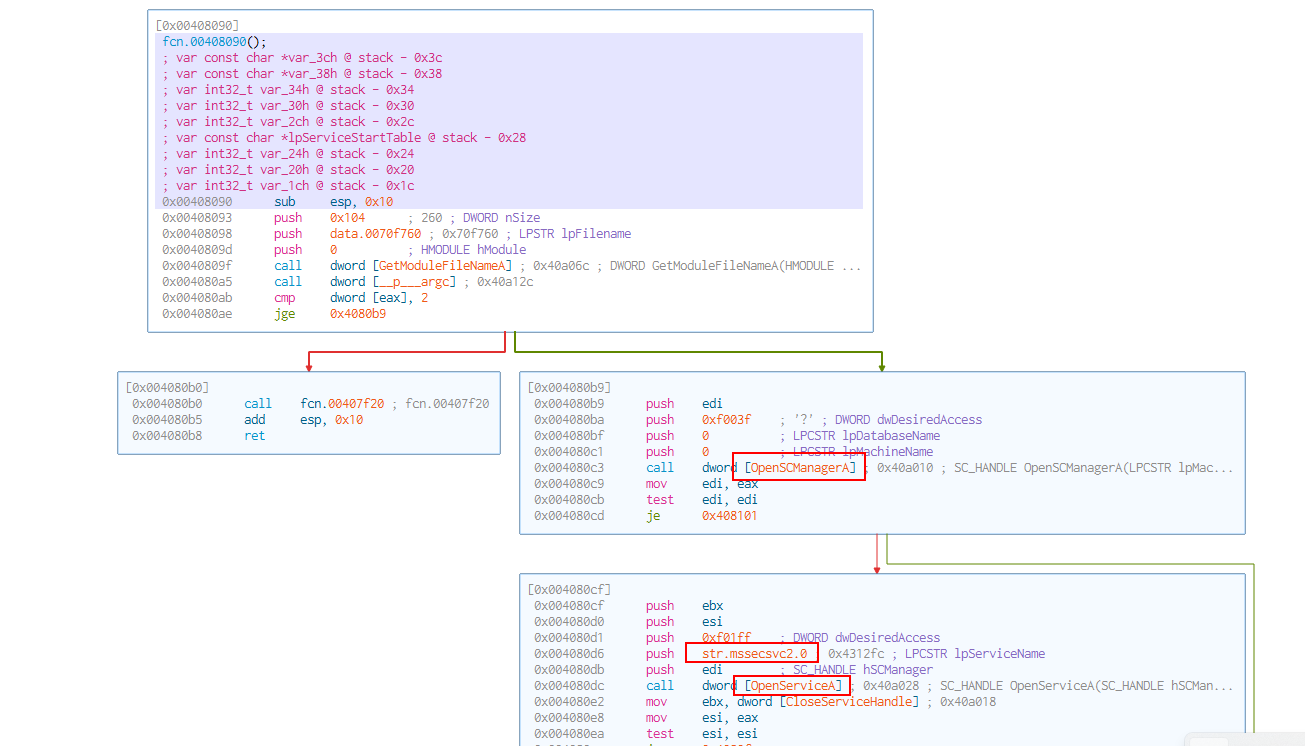 [0x00408090]
fcn.00408090();
; var const char *var_3ch @ stack - 0x3c
; var const char *var_38h @ stack - 0x38
; var int32_t var_34h @ stack - 0x34
; var int32_t var_30h @ stack - 0x30
; var int32_t var_2ch @ stack - 0x2c
; var const char *lpServiceStartTable @ stack - 0x28
; var int32_t var_24h @ stack - 0x24
; var int32_t var_20h @ stack - 0x20
; var int32_t var_1ch @ stack - 0x1c
0x00408090 sub esp, 0x10
0x00408093 push 0x104 ; 260 ; DWORD nSize
0x00408098 push data.0070f760 ; 0x70f760 ; LPSTR lpFilename
0x0040809d push 0 ; HMODULE hModule
0x0040809f call dword [GetModuleFileNameA] ; 0x40a06c ; DWORD GetModuleFileNameA(HMODULE ...
0x004080a5 call dword [__p___argc] ; 0x40a12c
0x004080ab cmp dword [eax], 2
0x004080ae jge 0x4080b9
[0x004080b0]
0x004080b0 call fcn.00407f20 ; fcn.00407f20
0x004080b5 add esp, 0x10
0x004080b8 ret
[0x004080b9]
0x004080b9 push edi
0x004080ba push 0xf003f ; '?' ; DWORD dwDesiredAccess
0x004080bf push 0 ; LPCSTR lpDatabaseName
0x004080c1 push 0 ; LPCSTR lpMachineName
0x004080c3 call dword [OpenSCManagerA] ; 0x40a010 ; SC_HANDLE OpenSCManagerA(LPCSTR lpMac...
0x004080c9 mov edi, eax
0x004080cb test edi, edi
0x004080cd je 0x408101
[0x004080cf]
0x004080cf push ebx
0x004080d0 push esi
0x004080d1 push 0xf01ff ; DWORD dwDesiredAccess
0x004080d6 push str.mssecsvc2.0 0x4312fc ; LPCSTR lpServiceName
0x004080db push edi ; SC_HANDLE hSCManager
0x004080dc call dword [OpenServiceA] ; 0x40a028 ; SC_HANDLE OpenServiceA(SC_HANDLE hSCMan...
0x004080e2 mov ebx, dword [CloseServiceHandle] ; 0x40a018
0x004080e8 mov esi, eax
0x004080ea test esi, esi